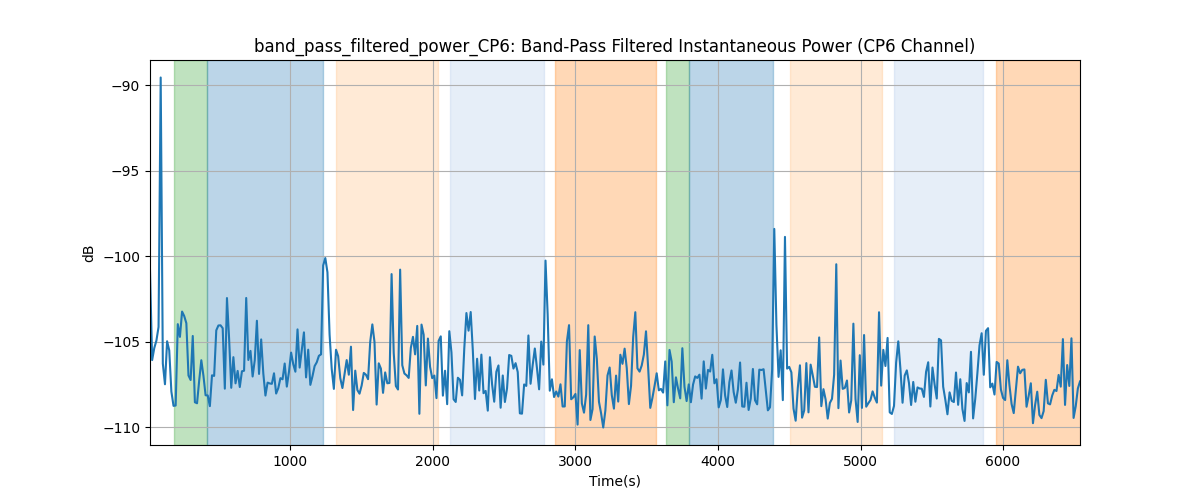 band_pass_filtered_power_CP6: Band-Pass Filtered Instantaneous Power (CP6 Channel)
−90
−95
−100
−105
−110
dB
1000 2000 3000 4000 5000 6000
Time(s)